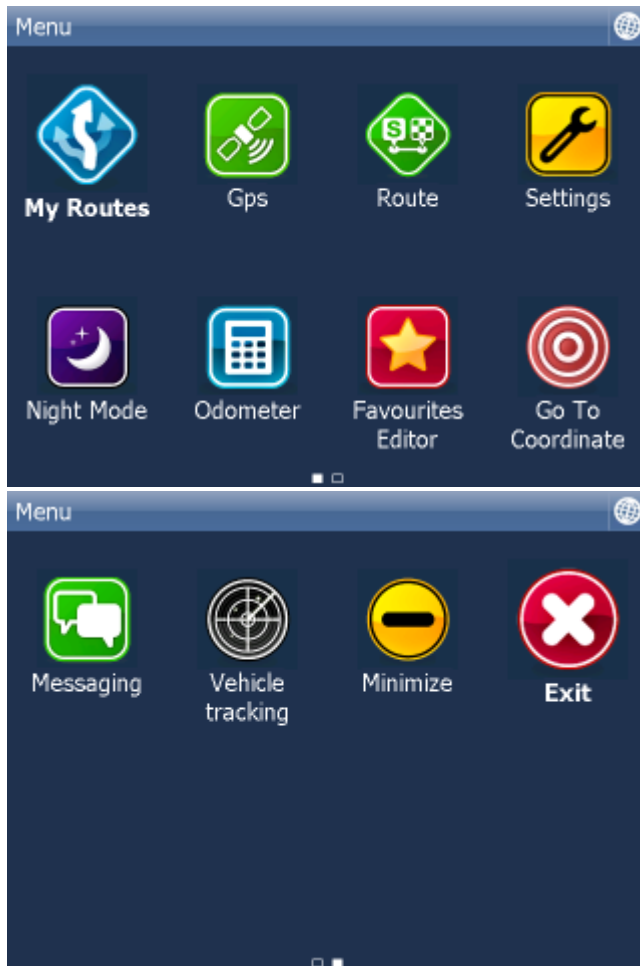 Menu
My Routes
Gps
Route
Settings
S
Night Mode
Odometer
Favourites
Editor
Go To
Coordinate
Menu
Messaging
Vehicle
tracking
Minimize
Exit